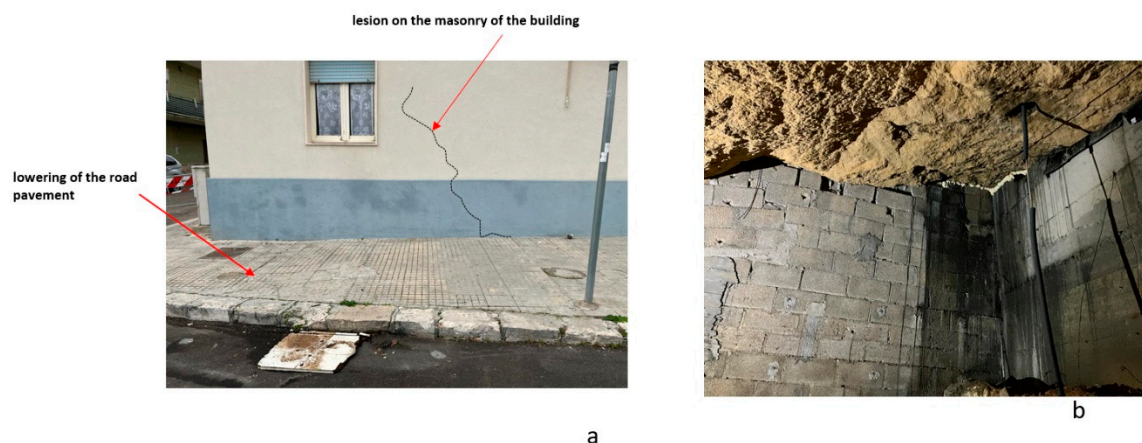 lesion on the masonry of the building
lowering of the road
pavement
a
b